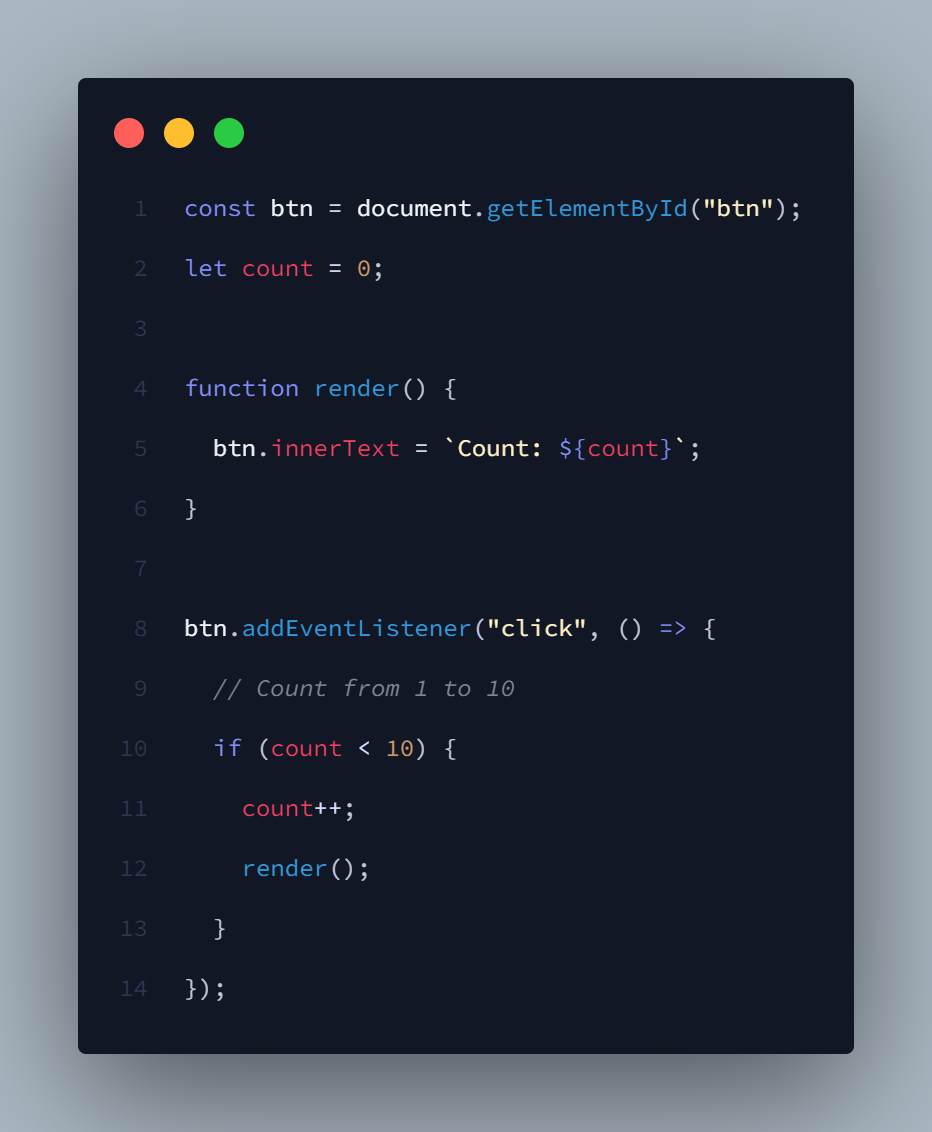 1 const btn = document.getElementById("btn");
2 let count = 0;
3
4 function render() {
5   btn.innerText = `Count: ${count}`;
6 }
7
8 btn.addEventListener("click", () => {
9   // Count from 1 to 10
10   if (count < 10) {
11     count++;
12     render();
13   }
14 });